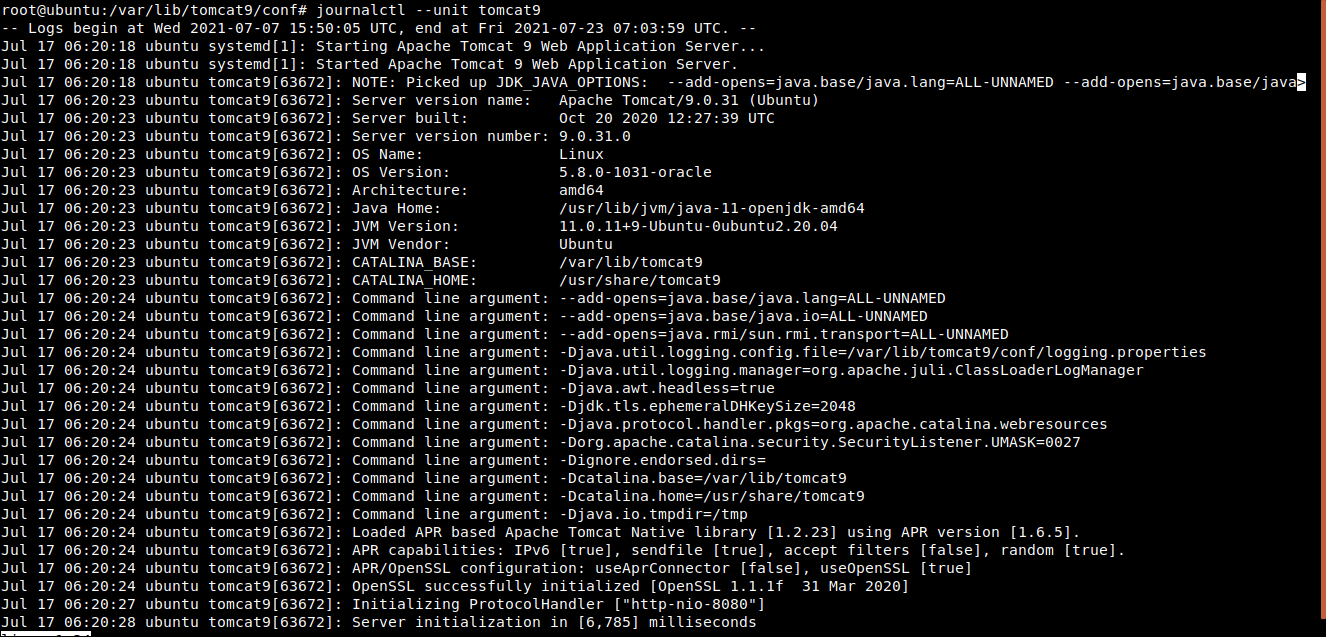 root@ubuntu:/var/lib/tomcat9/conf# journalctl --unit tomcat9
-- Logs begin at Wed 2021-07-07 15:50:05 UTC, end at Fri 2021-07-23 07:03:59 UTC. --
Jul 17 06:20:18 ubuntu systemd[1]: Starting Apache Tomcat 9 Web Application Server...
Jul 17 06:20:18 ubuntu systemd[1]: Started Apache Tomcat 9 Web Application Server.
Jul 17 06:20:18 ubuntu tomcat9[63672]: NOTE: Picked up JDK_JAVA_OPTIONS:  --add-opens=java.base/java.lang=ALL-UNNAMED --add-opens=java.base/java>
Jul 17 06:20:23 ubuntu tomcat9[63672]: Server version name:   Apache Tomcat/9.0.31 (Ubuntu)
Jul 17 06:20:23 ubuntu tomcat9[63672]: Server built:          Oct 20 2020 12:27:39 UTC
Jul 17 06:20:23 ubuntu tomcat9[63672]: Server version number: 9.0.31.0
Jul 17 06:20:23 ubuntu tomcat9[63672]: OS Name:               Linux
Jul 17 06:20:23 ubuntu tomcat9[63672]: OS Version:            5.8.0-1031-oracle
Jul 17 06:20:23 ubuntu tomcat9[63672]: Architecture:          amd64
Jul 17 06:20:23 ubuntu tomcat9[63672]: Java Home:             /usr/lib/jvm/java-11-openjdk-amd64
Jul 17 06:20:23 ubuntu tomcat9[63672]: JVM Version:           11.0.11+9-Ubuntu-0ubuntu2.20.04
Jul 17 06:20:23 ubuntu tomcat9[63672]: JVM Vendor:            Ubuntu
Jul 17 06:20:23 ubuntu tomcat9[63672]: CATALINA_BASE:         /var/lib/tomcat9
Jul 17 06:20:23 ubuntu tomcat9[63672]: CATALINA_HOME:         /usr/share/tomcat9
Jul 17 06:20:24 ubuntu tomcat9[63672]: Command line argument: --add-opens=java.base/java.lang=ALL-UNNAMED
Jul 17 06:20:24 ubuntu tomcat9[63672]: Command line argument: --add-opens=java.base/java.io=ALL-UNNAMED
Jul 17 06:20:24 ubuntu tomcat9[63672]: Command line argument: --add-opens=java.rmi/sun.rmi.transport=ALL-UNNAMED
Jul 17 06:20:24 ubuntu tomcat9[63672]: Command line argument: -Djava.util.logging.config.file=/var/lib/tomcat9/conf/logging.properties
Jul 17 06:20:24 ubuntu tomcat9[63672]: Command line argument: -Djava.util.logging.manager=org.apache.juli.ClassLoaderLogManager
Jul 17 06:20:24 ubuntu tomcat9[63672]: Command line argument: -Djava.awt.headless=true
Jul 17 06:20:24 ubuntu tomcat9[63672]: Command line argument: -Djdk.tls.ephemeralDHKeySize=2048
Jul 17 06:20:24 ubuntu tomcat9[63672]: Command line argument: -Djava.protocol.handler.pkgs=org.apache.catalina.webresources
Jul 17 06:20:24 ubuntu tomcat9[63672]: Command line argument: -Dorg.apache.catalina.security.SecurityListener.UMASK=0027
Jul 17 06:20:24 ubuntu tomcat9[63672]: Command line argument: -Dignore.endorsed.dirs=
Jul 17 06:20:24 ubuntu tomcat9[63672]: Command line argument: -Dcatalina.base=/var/lib/tomcat9
Jul 17 06:20:24 ubuntu tomcat9[63672]: Command line argument: -Dcatalina.home=/usr/share/tomcat9
Jul 17 06:20:24 ubuntu tomcat9[63672]: Command line argument: -Djava.io.tmpdir=/tmp
Jul 17 06:20:24 ubuntu tomcat9[63672]: Loaded APR based Apache Tomcat Native library [1.2.23] using APR version [1.6.5].
Jul 17 06:20:24 ubuntu tomcat9[63672]: APR capabilities: IPv6 [true], sendfile [true], accept filters [false], random [true].
Jul 17 06:20:24 ubuntu tomcat9[63672]: APR/OpenSSL configuration: useAprConnector [false], useOpenSSL [true]
Jul 17 06:20:24 ubuntu tomcat9[63672]: OpenSSL successfully initialized [OpenSSL 1.1.1f  31 Mar 2020]
Jul 17 06:20:27 ubuntu tomcat9[63672]: Initializing ProtocolHandler ["http-nio-8080"]
Jul 17 06:20:28 ubuntu tomcat9[63672]: Server initialization in [6,785] milliseconds